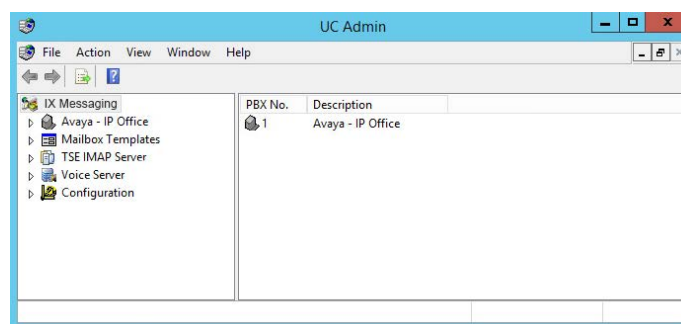 UC Admin
File Action View Window Help
IX Messaging
Avaya - IP Office
Mailbox Templates
TSE IMAP Server
Voice Server
Configuration
PBX No. Description
1 Avaya - IP Office